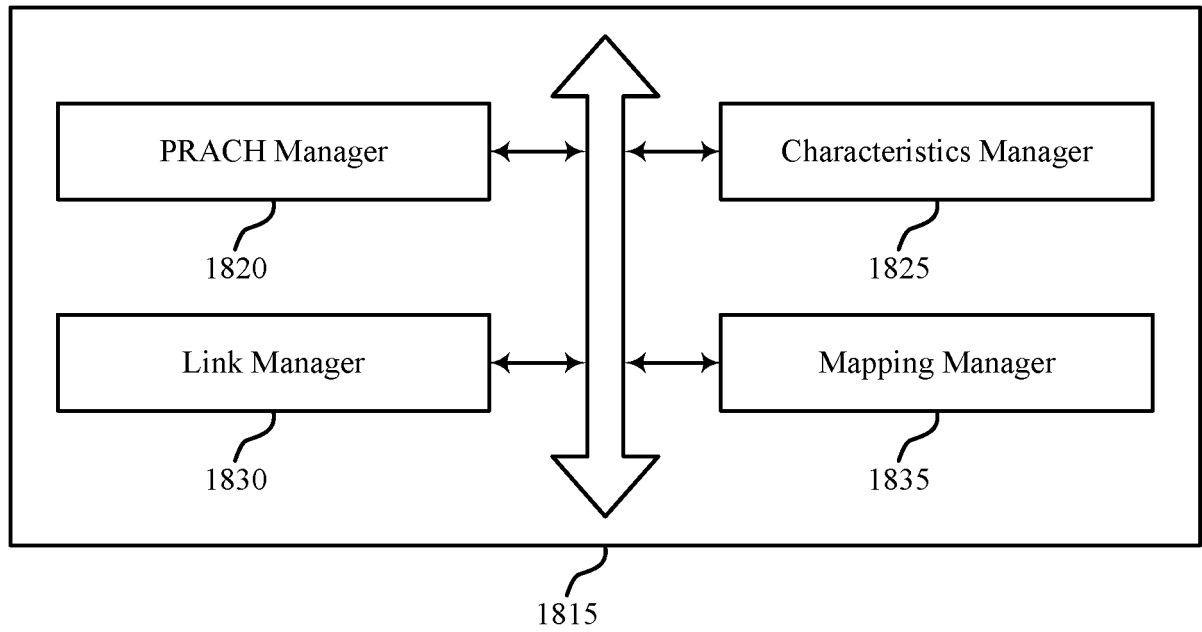 PRACH Manager
Characteristics Manager
1820
1825
Link Manager
Mapping Manager
1830
1835
1815